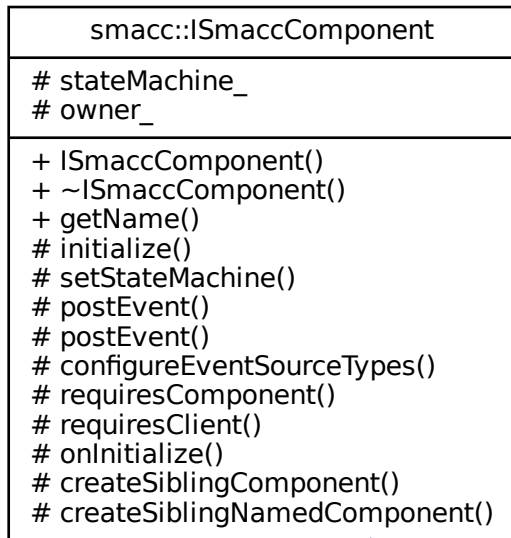 smacc::ISmaccComponent
# stateMachine_
# owner_
+ ISmaccComponent()
+ ~ISmaccComponent()
+ getName()
# initialize()
# setStateMachine()
# postEvent()
# postEvent()
# configureEventSourceTypes()
# requiresComponent()
# requiresClient()
# onInitialize()
# createSiblingComponent()
# createSiblingNamedComponent()